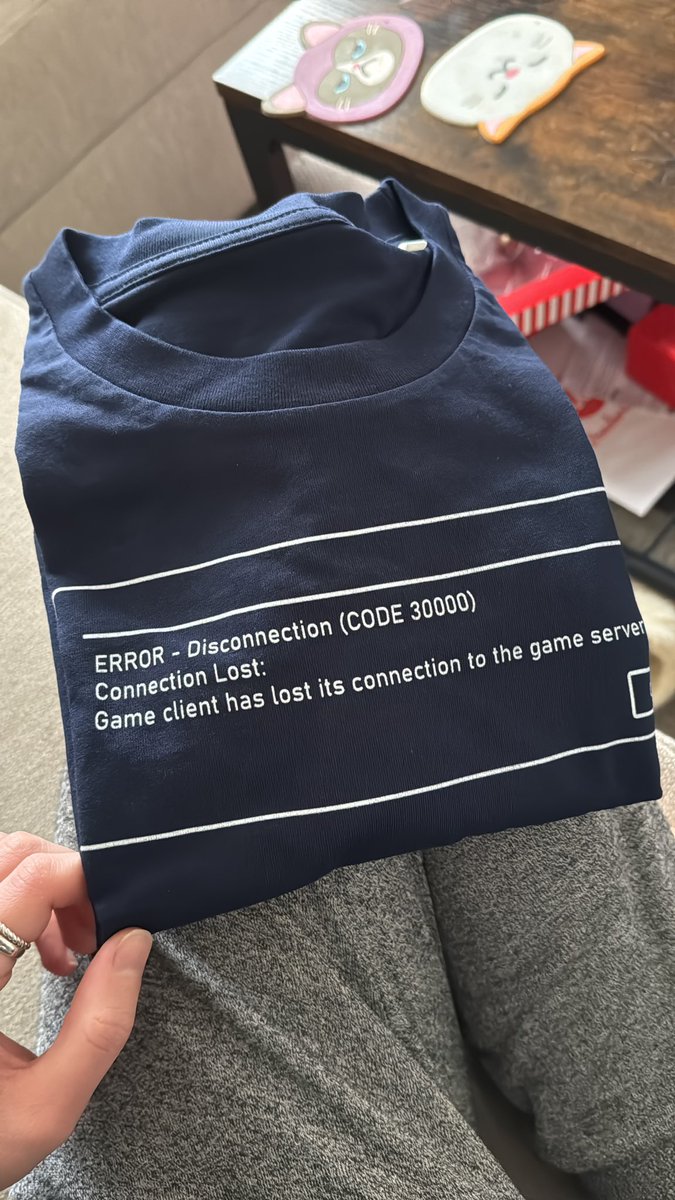 ERROR - Disconnection (CODE 30000)
Connection Lost:
Game client has lost its connection to the game server